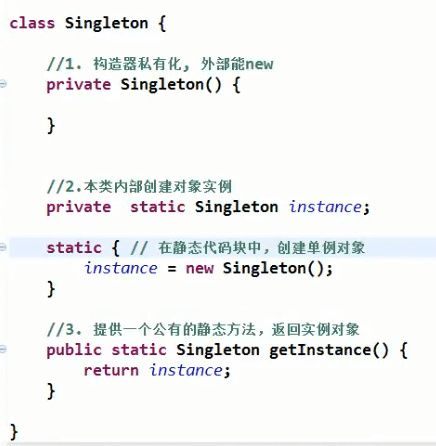 class Singleton {
//1. 构造器私有化, 外部能new
private Singleton() {
}
//2.本类内部创建对象实例
private  static Singleton instance;
static { // 在静态代码块中，创建单例对象
instance = new Singleton();
}
//3. 提供一个公有的静态方法，返回实例对象
public static Singleton getInstance() {
return instance;
}
}